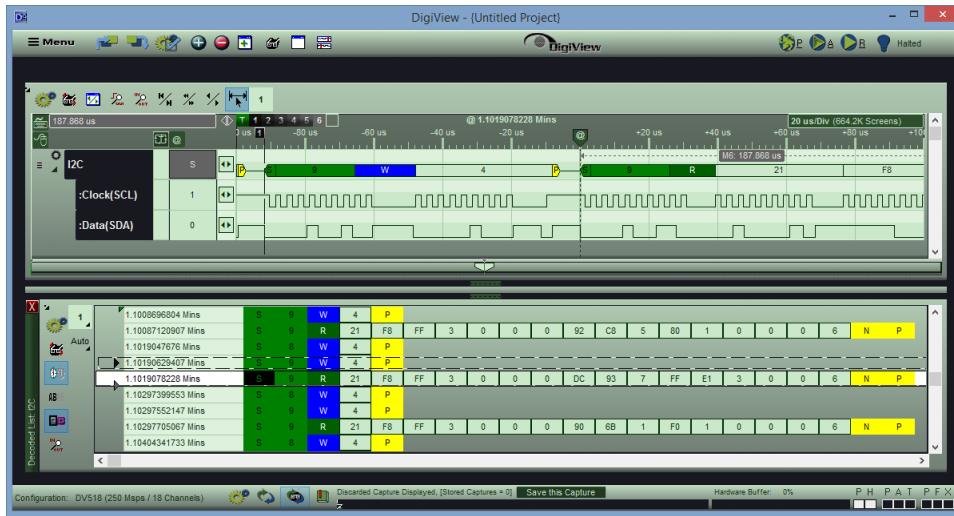 DigiView - {Untitled Project}
Menu
DigiView
P A R Halted
1
187.868 us T 1 2 3 4 5 6 @ 1.1019078228 Mins 20 us/Div (664.2K Screens)
@ 1 -80 us -60 us -40 us -20 us @ +20 us +40 us +60 us +80 us
M6: 187.868 us
I2C S P S 9 W 4 P S 9 R 21 F8
:Clock(SCL) 1
:Data(SDA) 0
X
Decoded List: I2C
1
Auto
AB
1.1008696804 Mins S 9 W 4 P
1.10087120907 Mins S 9 R 21 F8 FF 3 0 0 0 92 C8 5 80 1 0 0 0 6 N P
1.1019047676 Mins S 8 W 4 P
1.10190629407 Mins S 9 W 4 P
1.1019078228 Mins S 9 R 21 F8 FF 3 0 0 0 DC 93 7 FF E1 3 0 0 6 N P
1.10297399553 Mins S 8 W 4 P
1.10297552147 Mins S 9 W 4 P
1.10297705067 Mins S 9 R 21 F8 FF 3 0 0 0 90 6B 1 F0 1 0 0 0 6 N P
1.10404341733 Mins S 8 W 4 P
Configuration: DV518 (250 Msps / 18 Channels) Discarded Capture Displayed, [Stored Captures = 0] Save this Capture Hardware Buffer: 0% P H P A T P F X